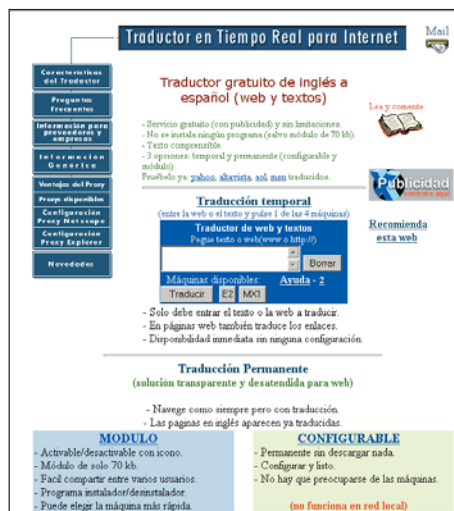 Traductor en Tiempo Real para Internet
Mail
Características
del Traductor
Preguntas
Frecuentes
Información para
proveedores y
empresas
Información
Genérica
Ventajas del Proxy
Proxys disponibles
Configuración
Proxy Netscape
Configuración
Proxy Explorer
Novedades
Traductor gratuito de inglés a
español (web y textos)
- Servicio gratuito (con publicidad) y sin limitaciones.
- No se instala ningún programa (salvo módulo de 70 kb).
- Texto comprensible.
- 3 opciones: temporal y permanente (configurable y
módulo).
Pruébelo ya: yahoo, altavista, aol, msn traducidos.
Lea y comente
Publicidad
contrate aquí
Recomienda
esta web
Traducción temporal
(entre la web o el texto y pulse 1 de las 4 máquinas)
Traductor de web y textos
Pegue texto o web(www o http://)
Borrar
Máquinas disponibles: Ayuda - 2
Traducir E2 MX1
- Solo debe entrar el texto o la web a traducir.
- En páginas web también traduce los enlaces.
- Disponibilidad inmediata sin ninguna configuración.
Traducción Permanente
(solución transparente y desatendida para web)
- Navege como siempre pero con traducción.
- Las paginas en inglés aparecen ya traducidas.
MODULO
- Activable/desactivable con icono.
- Módulo de solo 70 kb.
- Facil compartir entre varios usuarios.
- Programa instalador/desinstalador.
- Puede elegir la máquina más rápida.
CONFIGURABLE
- Permanente sin descargar nada.
- Configurar y listo.
- No hay que preocuparse de las máquinas.
(no funciona en red local)